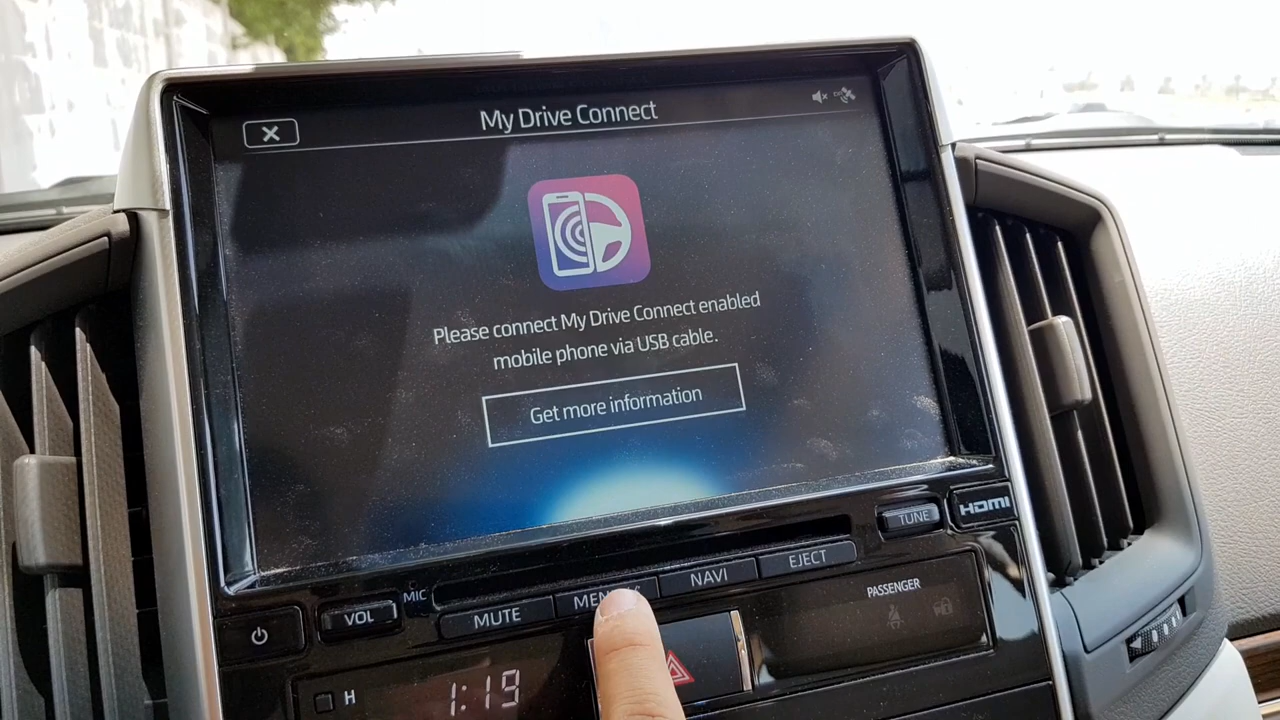 My Drive Connect
Please connect My Drive Connect enabled
mobile phone via USB cable.
Get more information
HDMI
TUNE
EJECT
NAVI
MIC
VOL
MUTE
PASSENGER
H
1:19